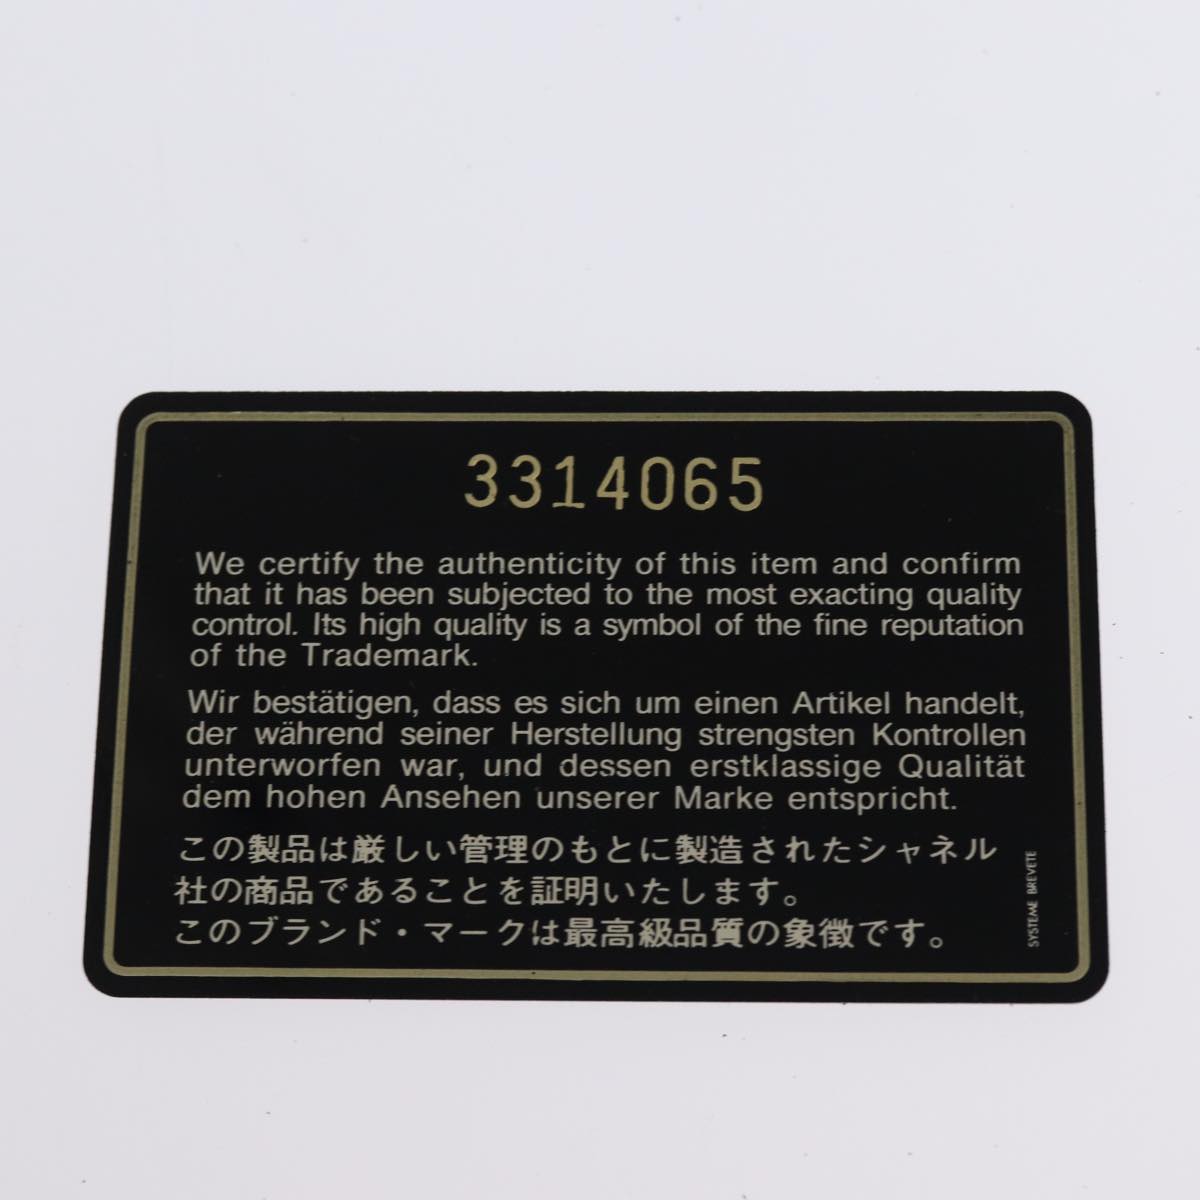 3314065
We certify the authenticity of this item and confirm
that it has been subjected to the most exacting quality
control. Its high quality is a symbol of the fine reputation
of the Trademark.
Wir bestätigen, dass es sich um einen Artikel handelt,
der während seiner Herstellung strengsten Kontrollen
unterworfen war, und dessen erstklassige Qualität
dem hohen Ansehen unserer Marke entspricht.
この製品は厳しい管理のもとに製造されたシャネル
社の商品であることを証明いたします。
このブランド・マークは最高級品質の象徴です。
SYSTEME BREVETE